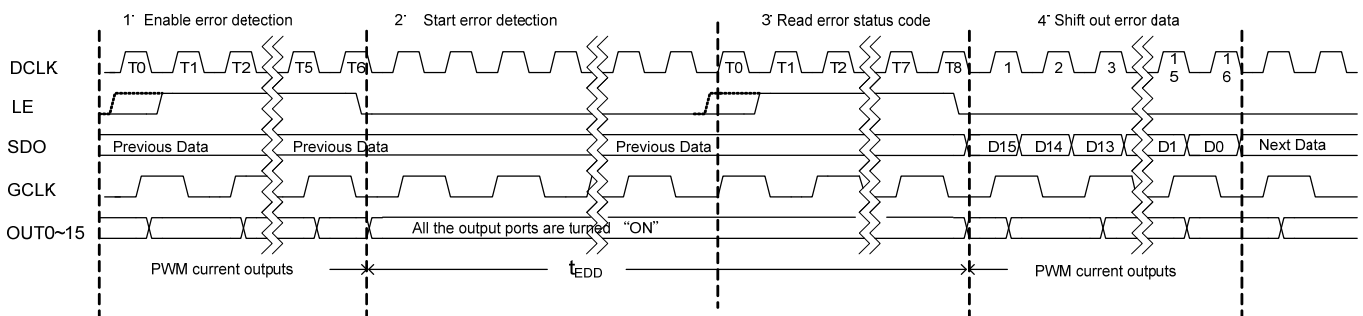 1. Enable error detection
2. Start error detection
3. Read error status code
4. Shift out error data
DCLK T0 T1 T2 T5 T6 T0 T1 T2 T7 T8 1 2 3 15 16
LE
SDO Previous Data Previous Data Previous Data D15 D14 D13 D1 D0 Next Data
GCLK
OUT0~15 All the output ports are turned “ON”
PWM current outputs tEDD PWM current outputs